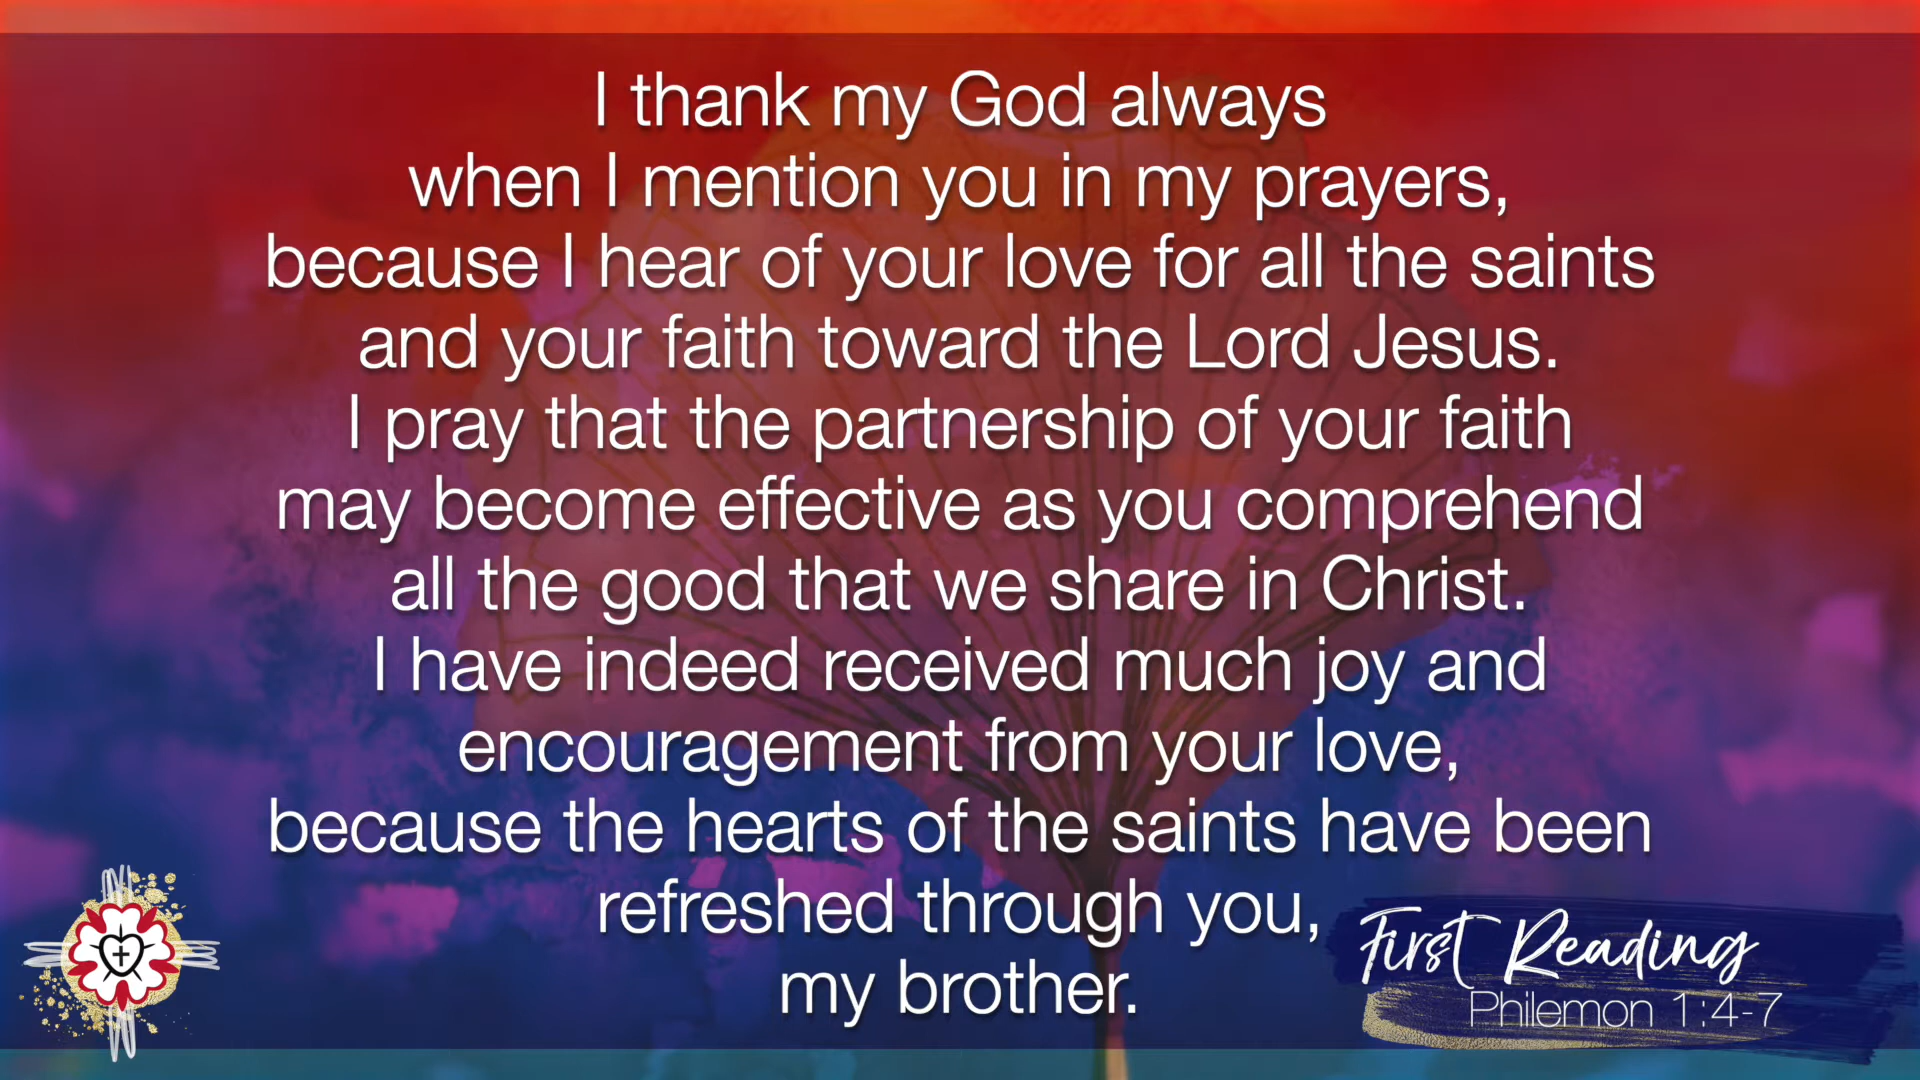 I thank my God always
when I mention you in my prayers,
because I hear of your love for all the saints
and your faith toward the Lord Jesus.
I pray that the partnership of your faith
may become effective as you comprehend
all the good that we share in Christ.
I have indeed received much joy and
encouragement from your love,
because the hearts of the saints have been
refreshed through you,
my brother.
First Reading
Philemon 1:4-7